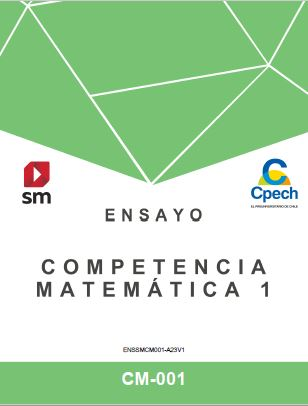 sm
Cpech
EL PREUNIVERSITARIO DE CHILE
ENSAYO
COMPETENCIA
MATEMÁTICA 1
ENSSMCM001-A23V1
CM-001